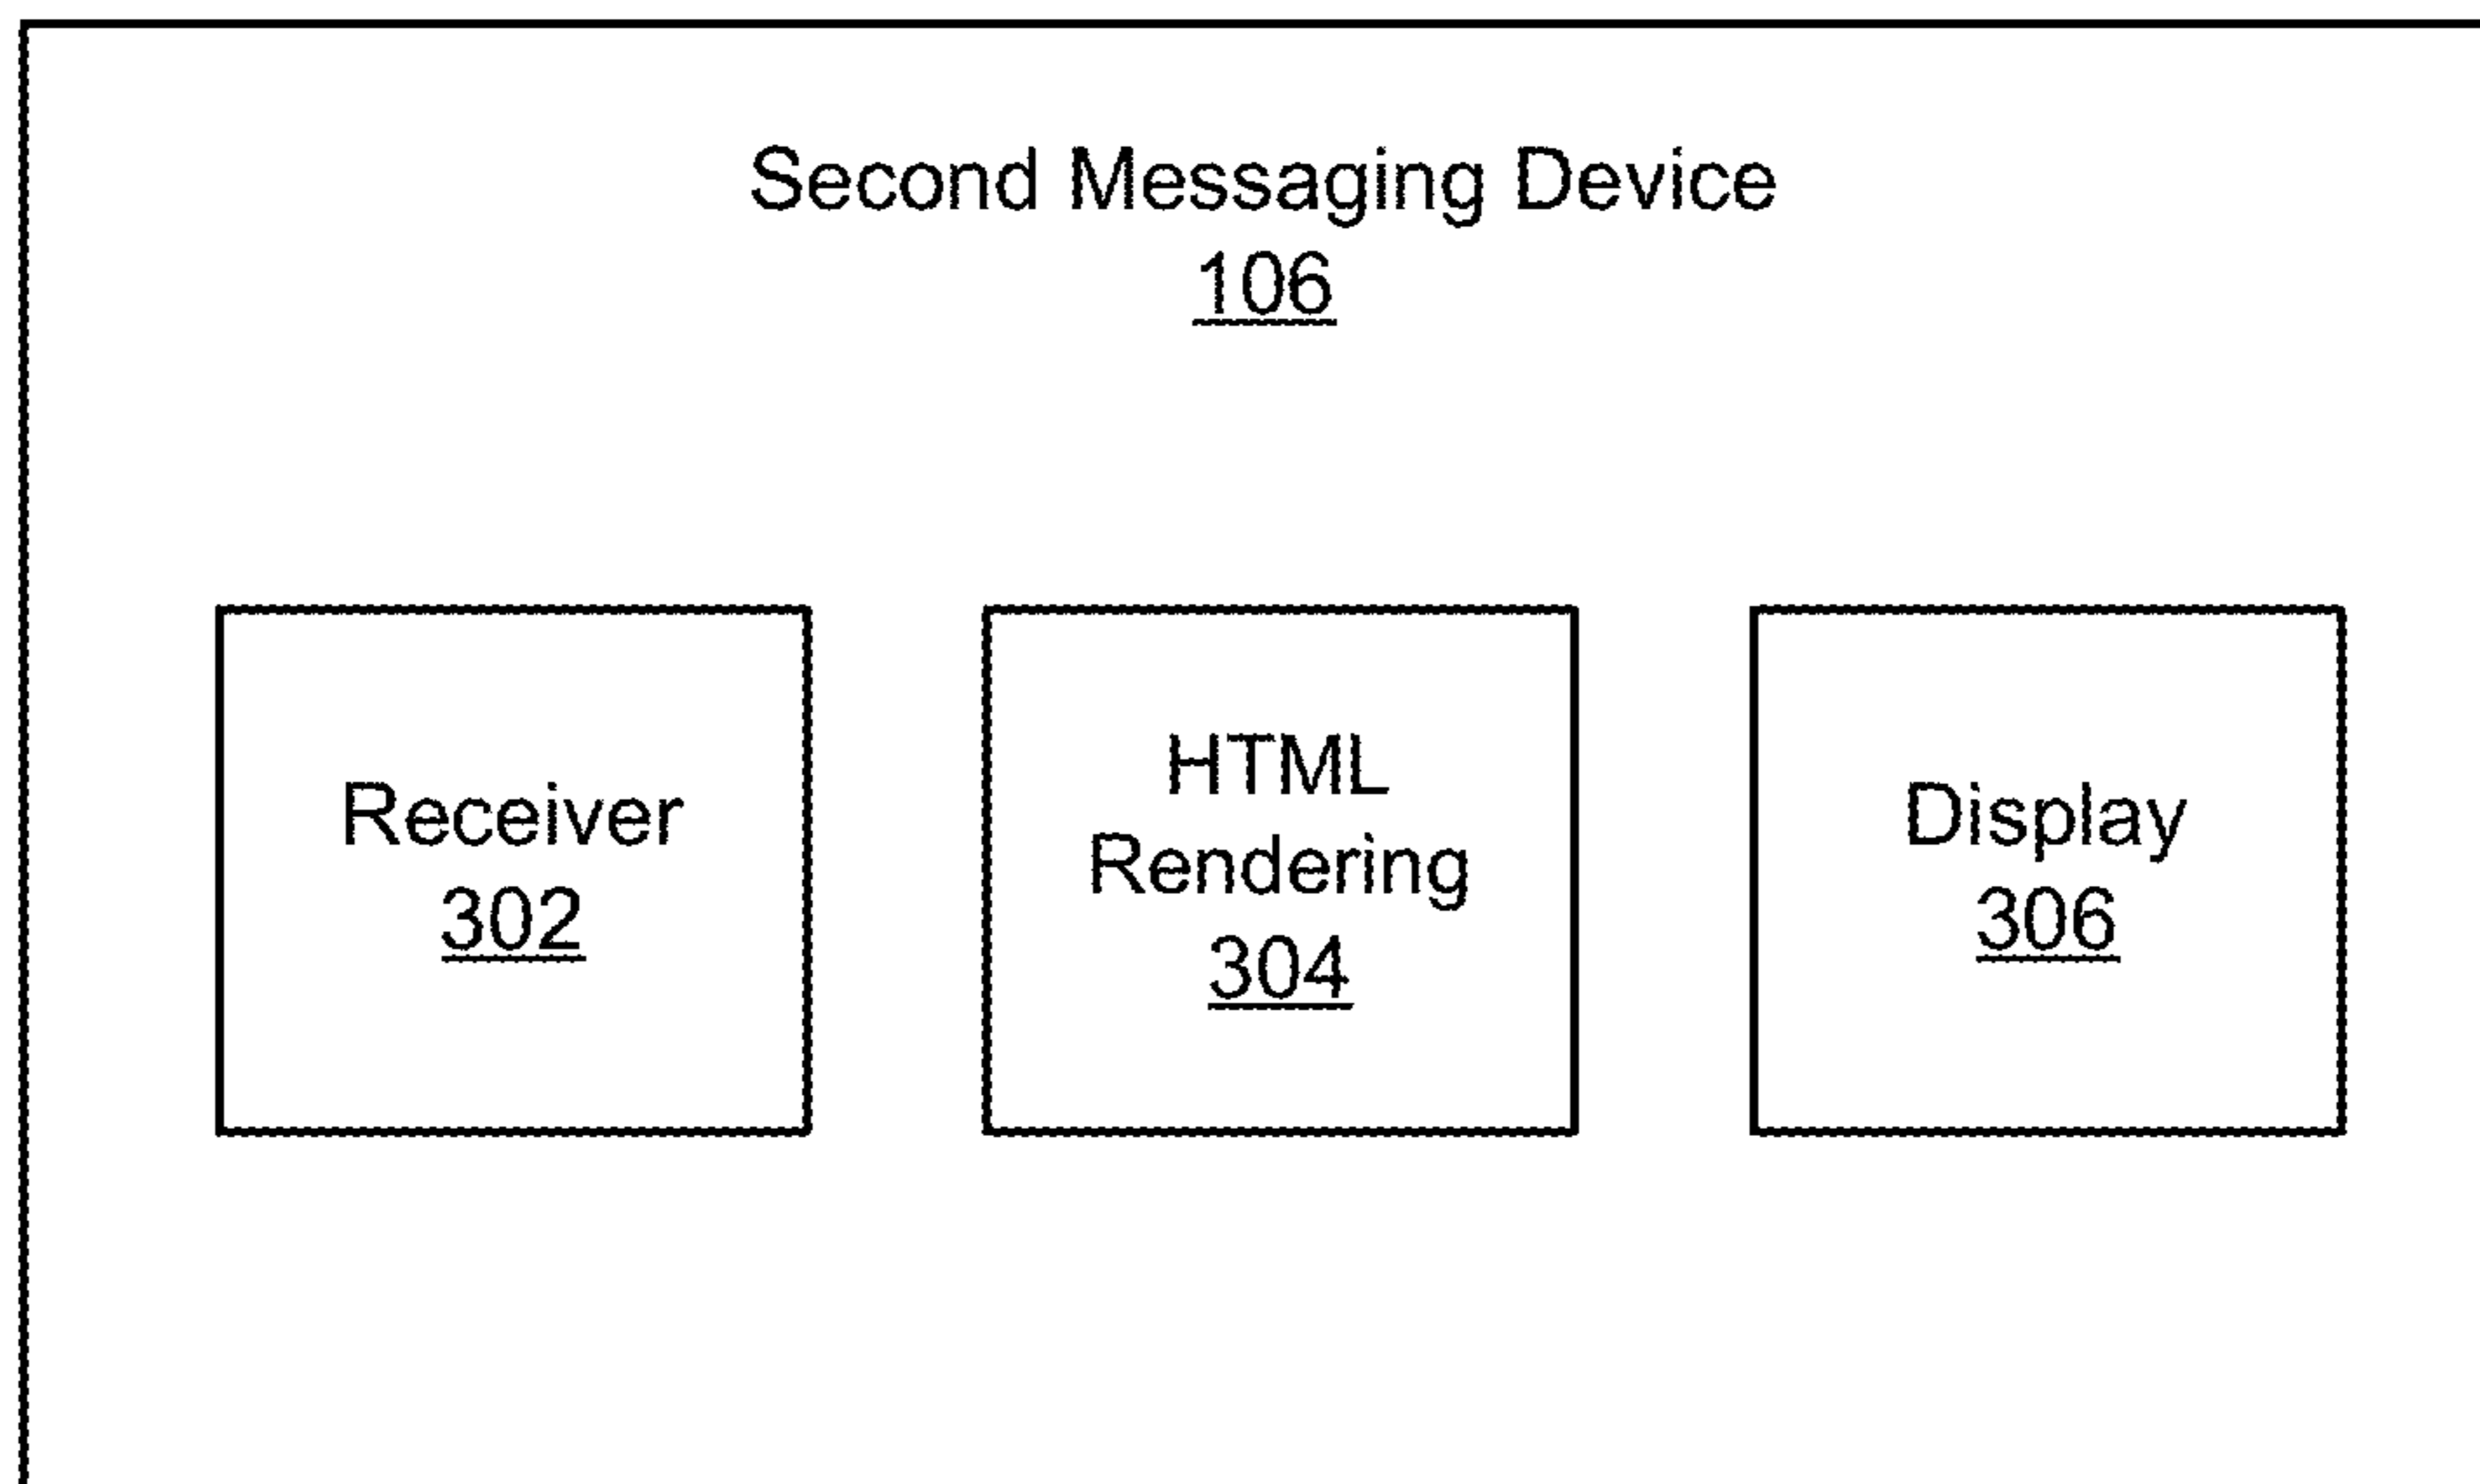 Second Messaging Device
106
Receiver
302
HTML
Rendering
304
Display
306